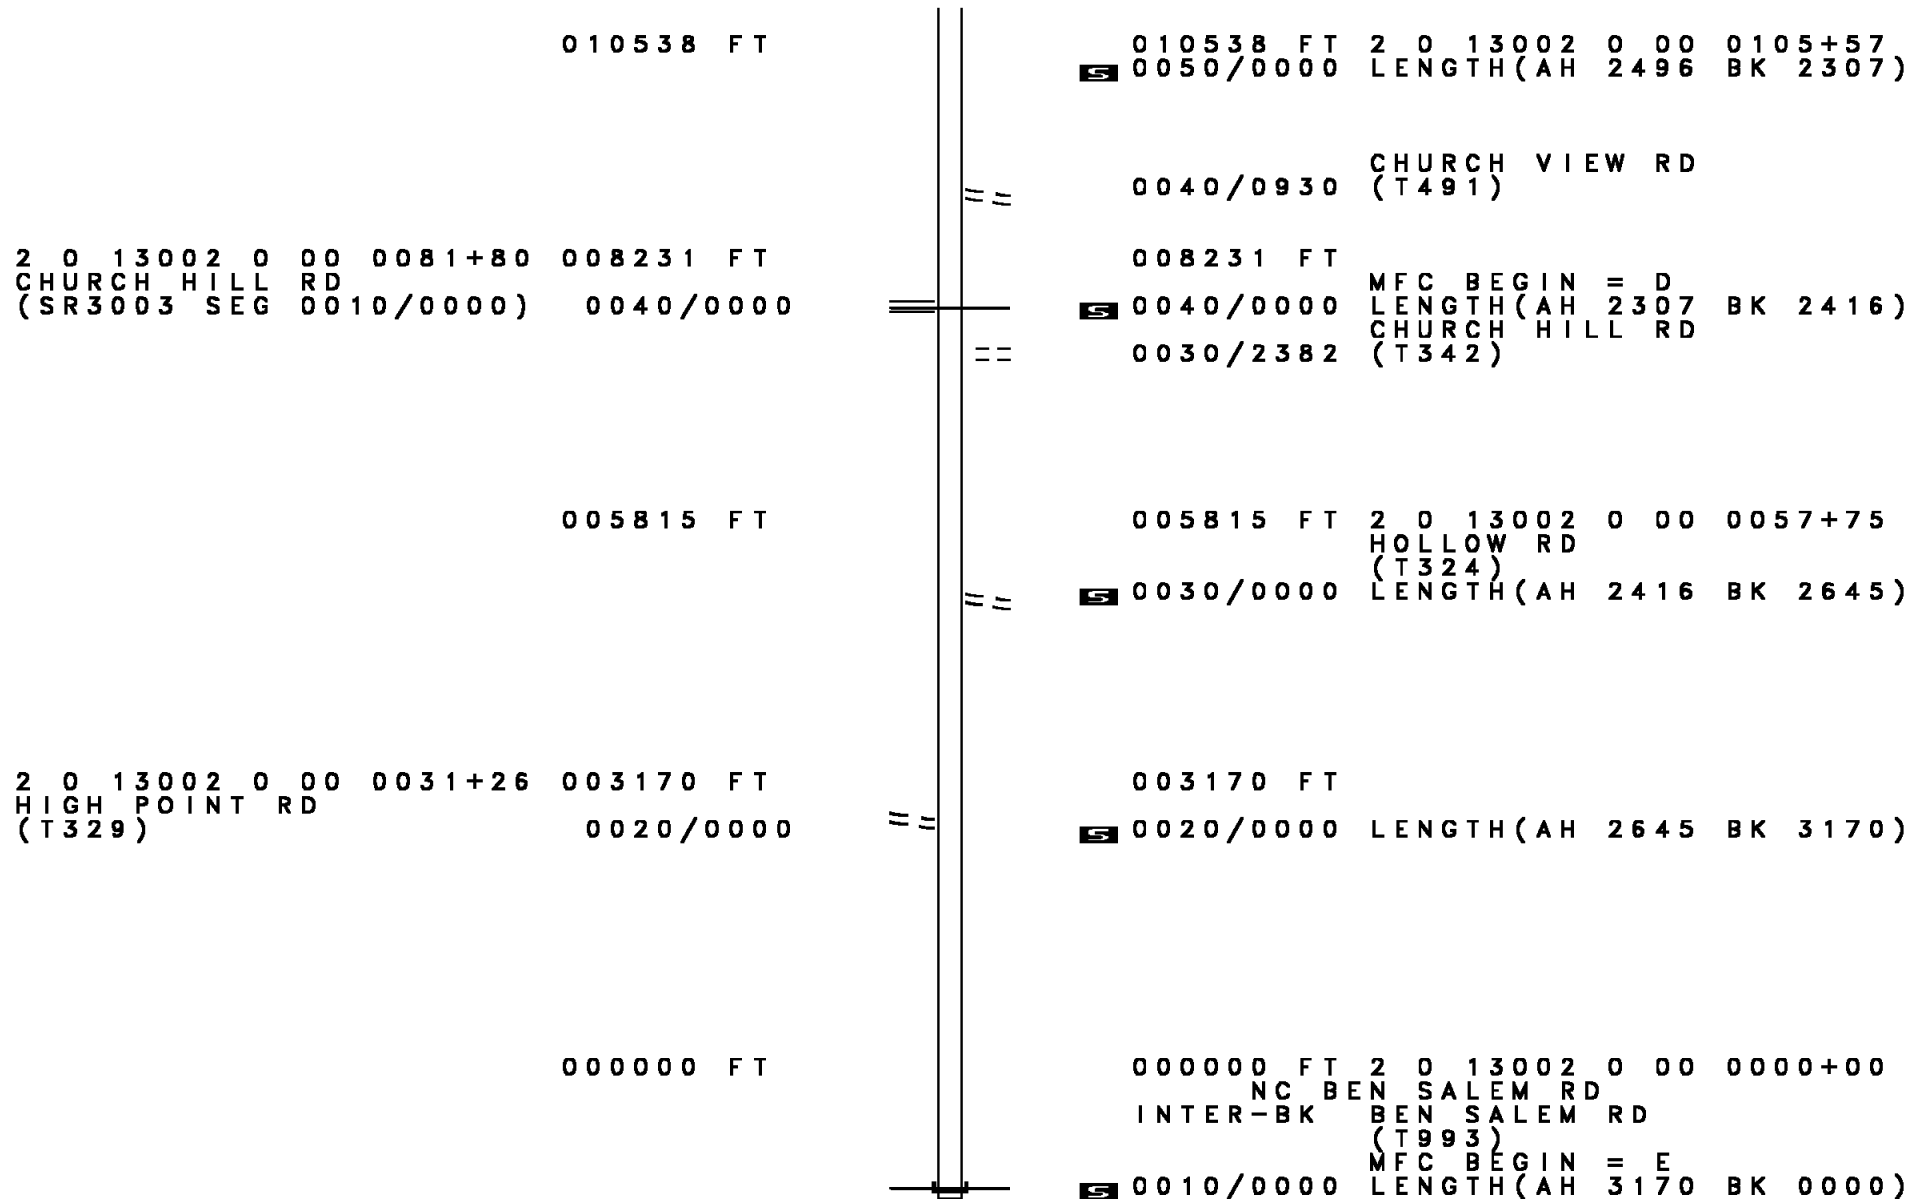 010538 FT 010538 FT 2 0 13002 0 00 0105+57
S 0050/0000 LENGTH(AH 2496 BK 2307)
CHURCH VIEW RD
0040/0930 (T491)
2 0 13002 0 00 0081+80 008231 FT 008231 FT
CHURCH HILL RD MFC BEGIN = D
(SR3003 SEG 0010/0000) 0040/0000 S 0040/0000 LENGTH(AH 2307 BK 2416)
CHURCH HILL RD
0030/2382 (T342)
005815 FT 005815 FT 2 0 13002 0 00 0057+75
HOLLOW RD
(T324)
S 0030/0000 LENGTH(AH 2416 BK 2645)
2 0 13002 0 00 0031+26 003170 FT 003170 FT
HIGH POINT RD
(T329) 0020/0000 S 0020/0000 LENGTH(AH 2645 BK 3170)
000000 FT 000000 FT 2 0 13002 0 00 0000+00
NC BEN SALEM RD
INTER-BK BEN SALEM RD
(T993)
MFC BEGIN = E
S 0010/0000 LENGTH(AH 3170 BK 0000)